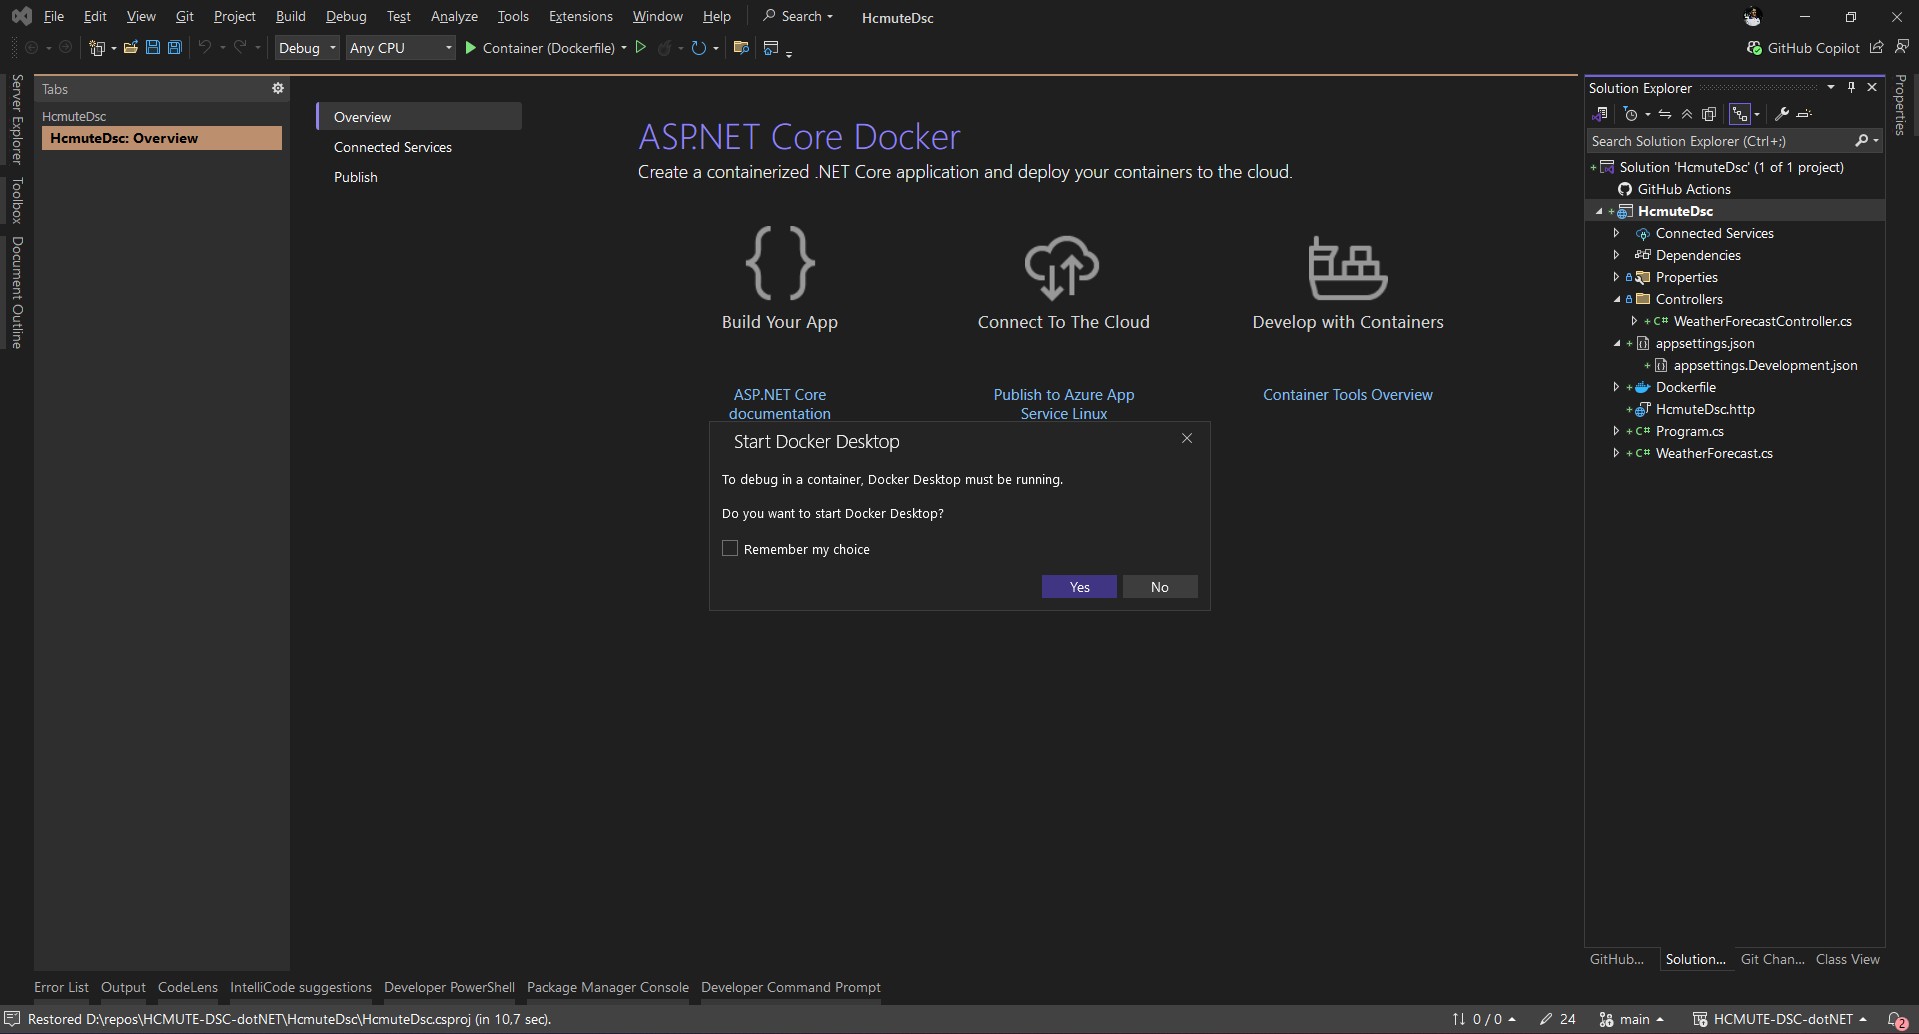 File Edit View Git Project Build Debug Test Analyze Tools Extensions Window Help Search HcmuteDsc
Debug Any CPU Container (Dockerfile) GitHub Copilot
Server Explorer
Toolbox
Document Outline
Tabs
HcmuteDsc
HcmuteDsc: Overview
Overview
Connected Services
Publish
ASP.NET Core Docker
Create a containerized .NET Core application and deploy your containers to the cloud.
Build Your App
Connect To The Cloud
Develop with Containers
ASP.NET Core
documentation
Publish to Azure App
Service Linux
Container Tools Overview
Start Docker Desktop
To debug in a container, Docker Desktop must be running.
Do you want to start Docker Desktop?
Remember my choice
Yes No
Solution Explorer
Search Solution Explorer (Ctrl+;)
Solution 'HcmuteDsc' (1 of 1 project)
GitHub Actions
HcmuteDsc
Connected Services
Dependencies
Properties
Controllers
C# WeatherForecastController.cs
appsettings.json
appsettings.Development.json
Dockerfile
HcmuteDsc.http
C# Program.cs
C# WeatherForecast.cs
Properties
GitHub... Solution... Git Chan... Class View
Error List Output CodeLens IntelliCode suggestions Developer PowerShell Package Manager Console Developer Command Prompt
Restored D:\repos\HCMUTE-DSC-dotNET\HcmuteDsc\HcmuteDsc.csproj (in 10,7 sec). 0 / 0 24 main HCMUTE-DSC-dotNET 2